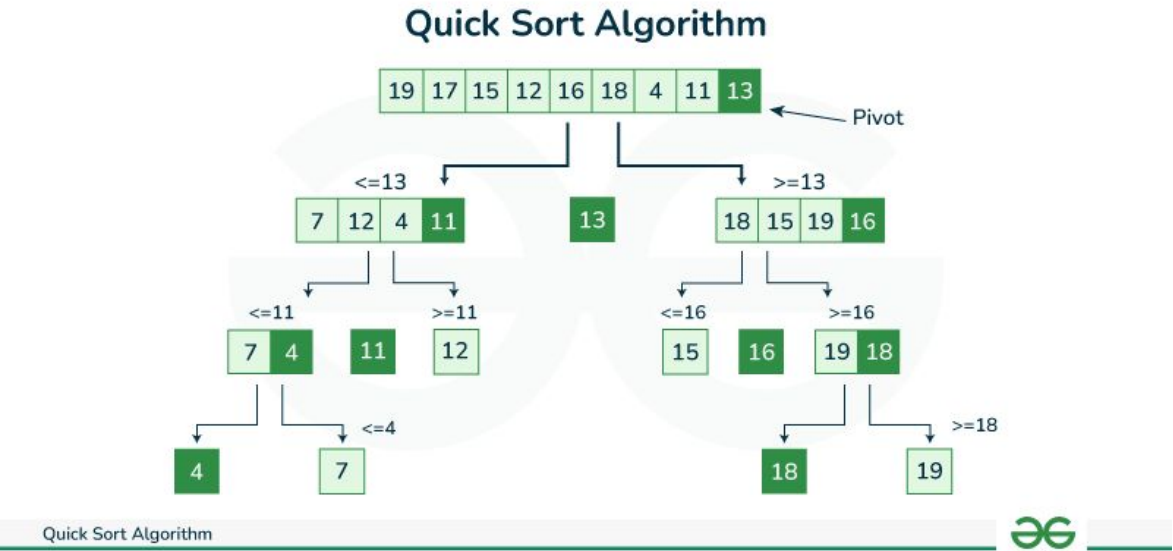 Quick Sort Algorithm
19 17 15 12 16 18 4 11 13
Pivot
<=13 >=13
7 12 4 11 13 18 15 19 16
<=11 >=11 <=16 >=16
7 4 11 12 15 16 19 18
<=4 >=18
4 7 18 19
Quick Sort Algorithm